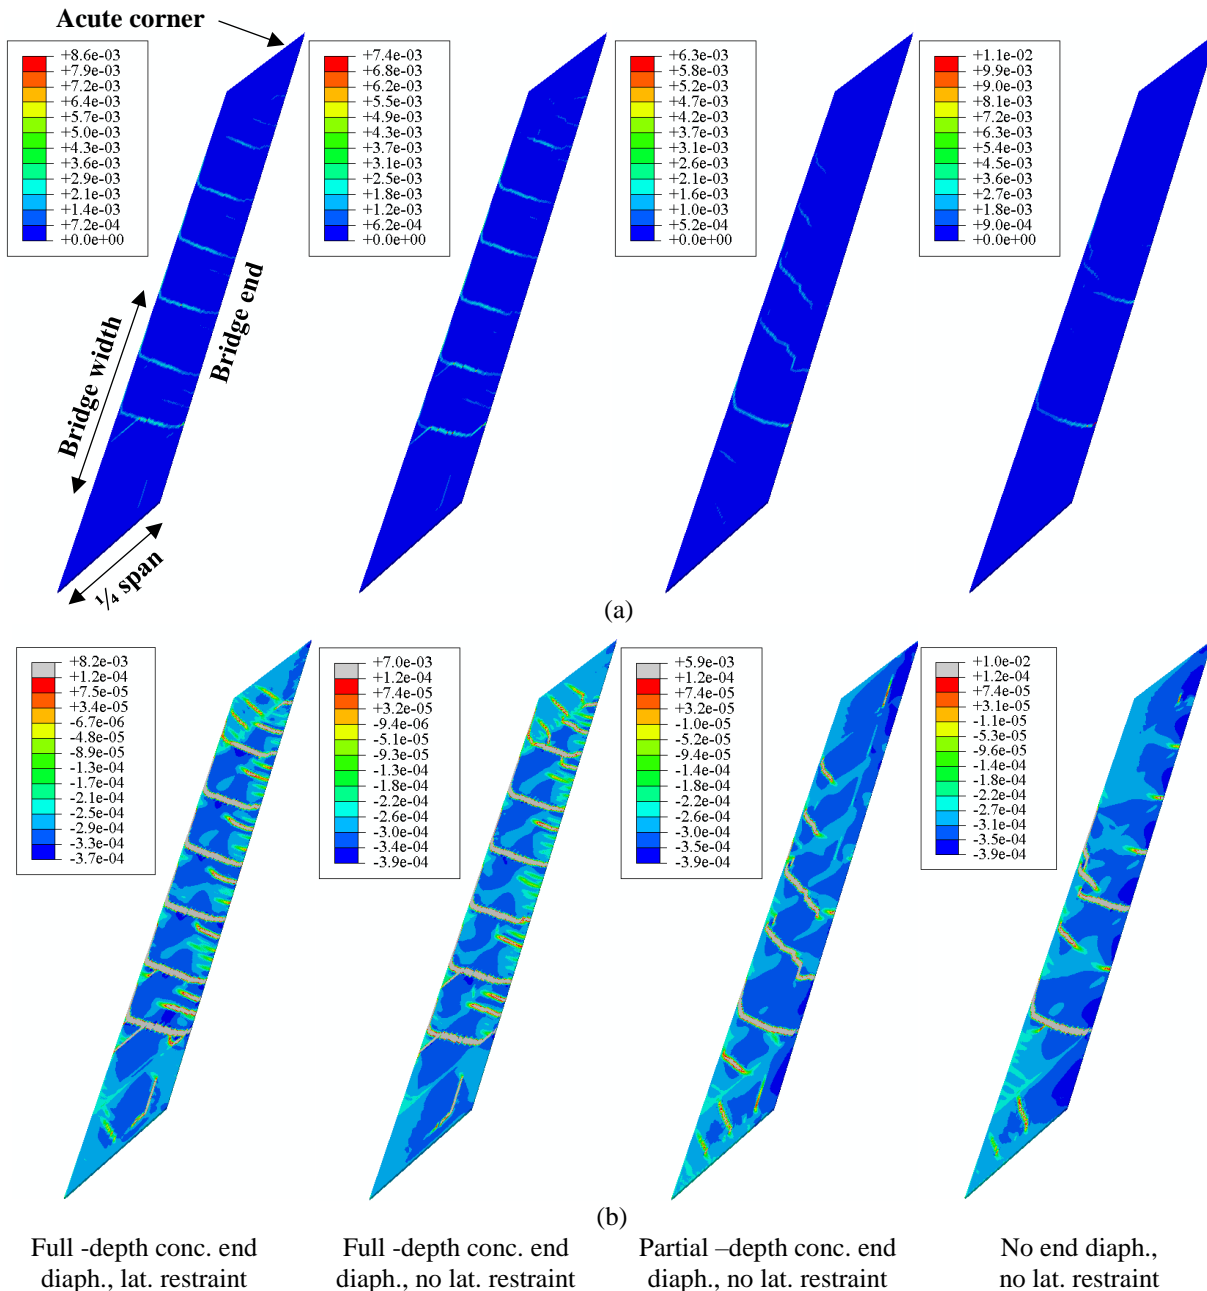 Acute corner
+8.6e-03
+7.9e-03
+7.2e-03
+6.4e-03
+5.7e-03
+5.0e-03
+4.3e-03
+3.6e-03
+2.9e-03
+2.1e-03
+1.4e-03
+7.2e-04
+0.0e+00
+7.4e-03
+6.8e-03
+6.2e-03
+5.5e-03
+4.9e-03
+4.3e-03
+3.7e-03
+3.1e-03
+2.5e-03
+1.8e-03
+1.2e-03
+6.2e-04
+0.0e+00
+6.3e-03
+5.8e-03
+5.2e-03
+4.7e-03
+4.2e-03
+3.7e-03
+3.1e-03
+2.6e-03
+2.1e-03
+1.6e-03
+1.0e-03
+5.2e-04
+0.0e+00
+1.1e-02
+9.9e-03
+9.0e-03
+8.1e-03
+7.2e-03
+6.3e-03
+5.4e-03
+4.5e-03
+3.6e-03
+2.7e-03
+1.8e-03
+9.0e-04
+0.0e+00
Bridge width
Bridge end
¼ span
(a)
+8.2e-03
+1.2e-04
+7.5e-05
+3.4e-05
-6.7e-06
-4.8e-05
-8.9e-05
-1.3e-04
-1.7e-04
-2.1e-04
-2.5e-04
-2.9e-04
-3.3e-04
-3.7e-04
+7.0e-03
+1.2e-04
+7.4e-05
+3.2e-05
-9.4e-06
-5.1e-05
-9.3e-05
-1.3e-04
-1.8e-04
-2.2e-04
-2.6e-04
-3.0e-04
-3.4e-04
-3.9e-04
+5.9e-03
+1.2e-04
+7.4e-05
+3.2e-05
-1.0e-05
-5.2e-05
-9.4e-05
-1.4e-04
-1.8e-04
-2.2e-04
-2.6e-04
-3.0e-04
-3.5e-04
-3.9e-04
+1.0e-02
+1.2e-04
+7.4e-05
+3.1e-05
-1.1e-05
-5.3e-05
-9.6e-05
-1.4e-04
-1.8e-04
-2.2e-04
-2.7e-04
-3.1e-04
-3.5e-04
-3.9e-04
(b)
Full -depth conc. end
diaph., lat. restraint
Full -depth conc. end
diaph., no lat. restraint
Partial –depth conc. end
diaph., no lat. restraint
No end diaph.,
no lat. restraint